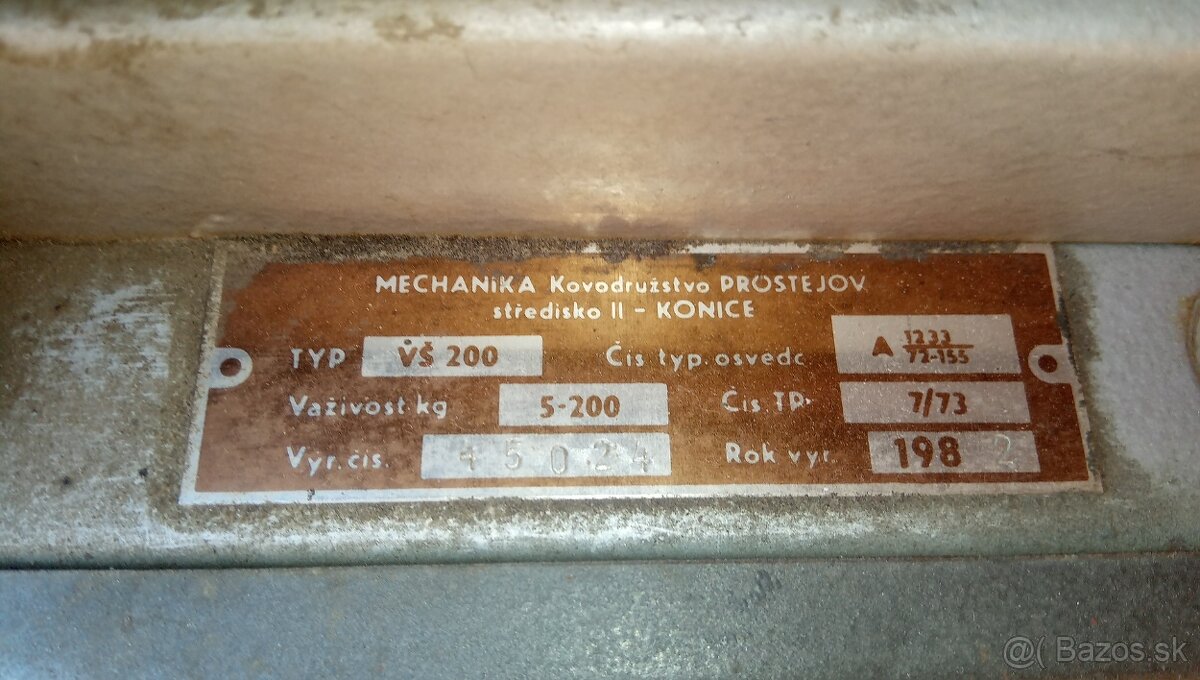 MECHANIKA Kovodružstvo PROSTEJOV
středisko II - KONICE
TYP VŠ 200 Čis typ. osvědc A 1233/72-155
Važivost kg 5-200 Čis. TP 7/73
Vyr. čis. 45024 Rok vyr. 1982
@( Bazos.sk